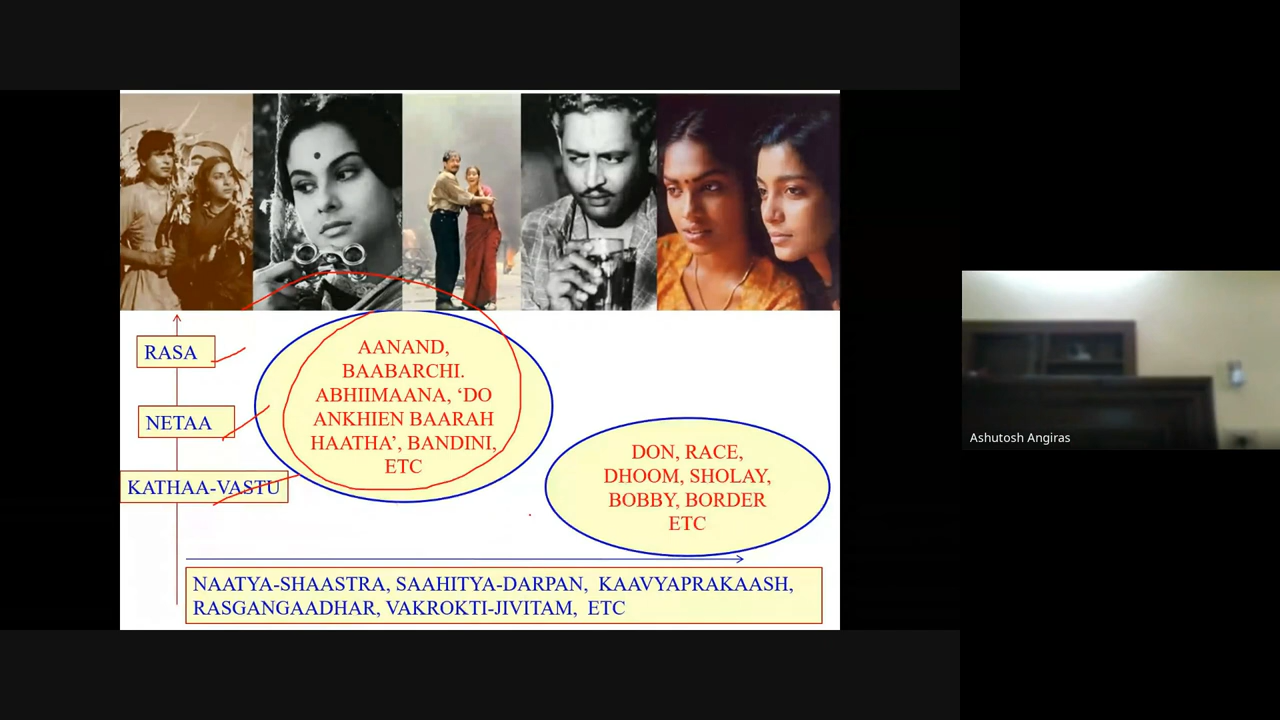 RASA
NETAA
KATHAA-VASTU
AANAND,
BAABARCHI.
ABHIIMAANA, ‘DO
ANKHIEN BAARAH
HAATHA’, BANDINI,
ETC
DON, RACE,
DHOOM, SHOLAY,
BOBBY, BORDER
ETC
NAATYA-SHAASTRA, SAAHITYA-DARPAN, KAAVYAPRAKAASH,
RASGANGAADHAR, VAKROKTI-JIVITAM, ETC
Ashutosh Angiras